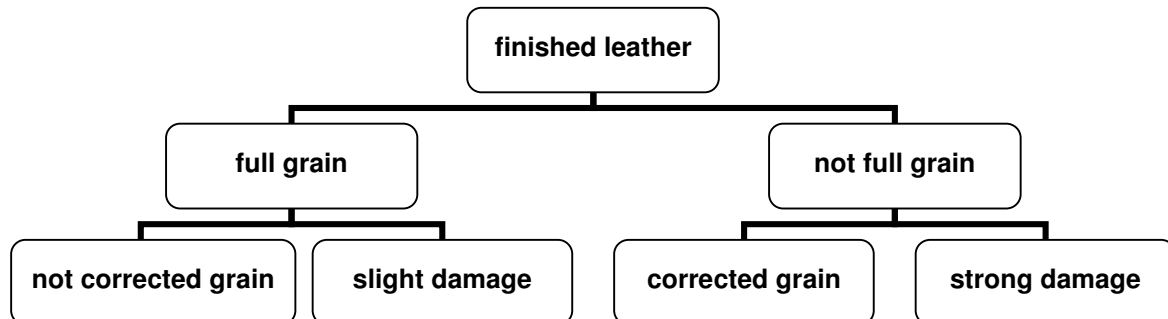 finished leather
full grain
not full grain
not corrected grain
slight damage
corrected grain
strong damage